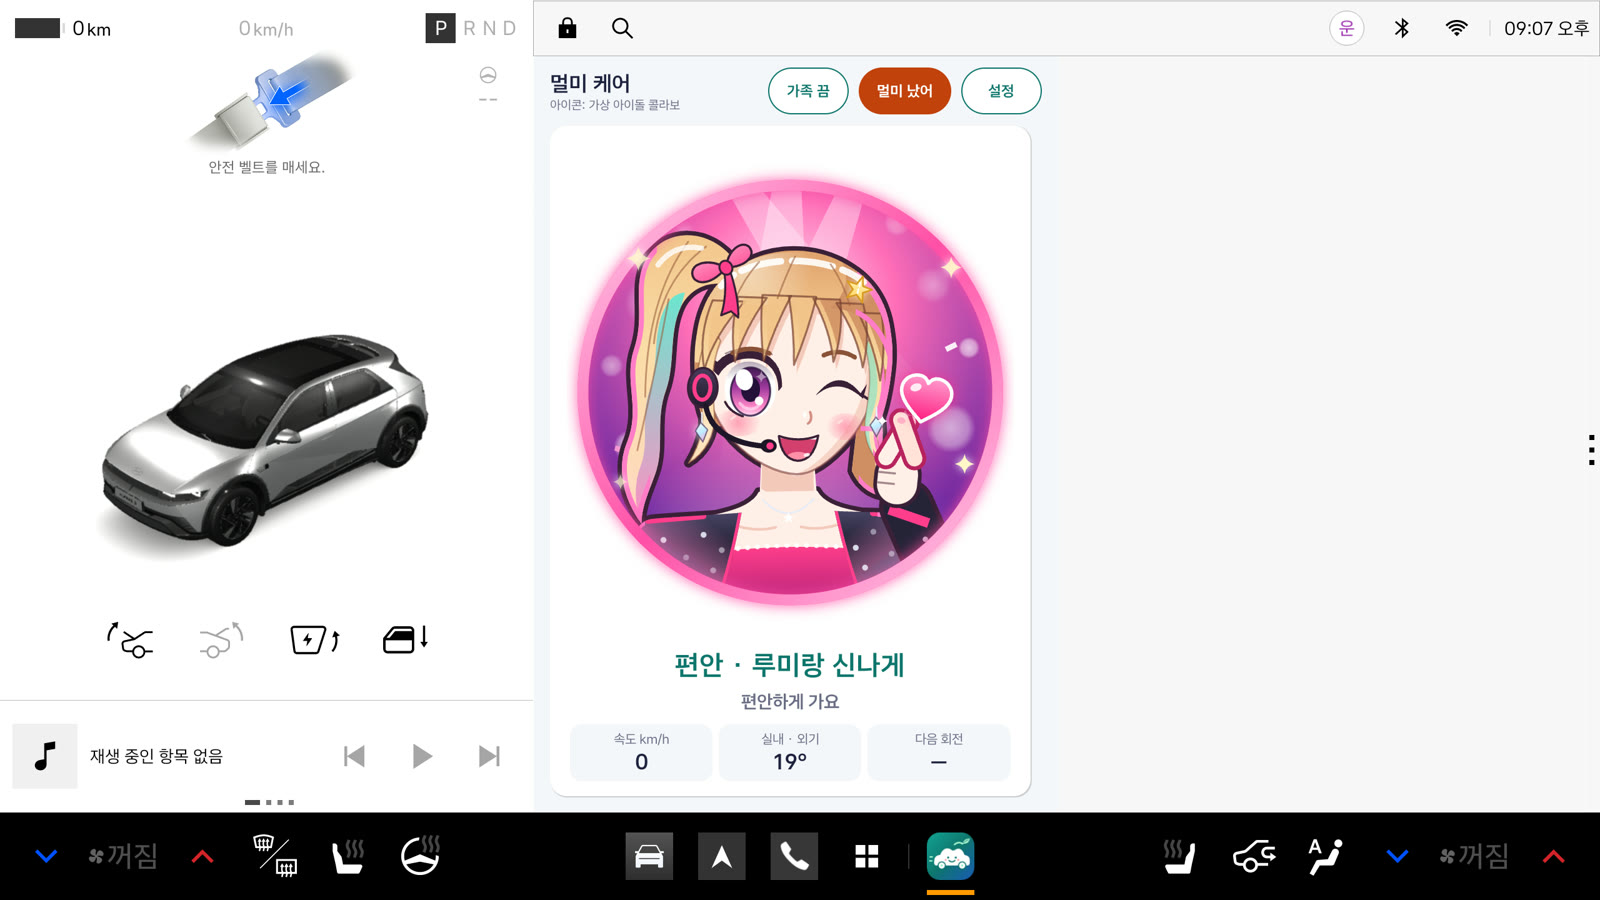 0 km
0 km/h
P R N D
안전 벨트를 매세요.
재생 중인 항목 없음
운
09:07 오후
멀미 케어
아이콘: 가상 아이돌 콜라보
가족 끔
멀미 났어
설정
편안 · 루미랑 신나게
편안하게 가요
속도 km/h
0
실내 · 외기
19°
다음 회전
—
꺼짐
A
꺼짐